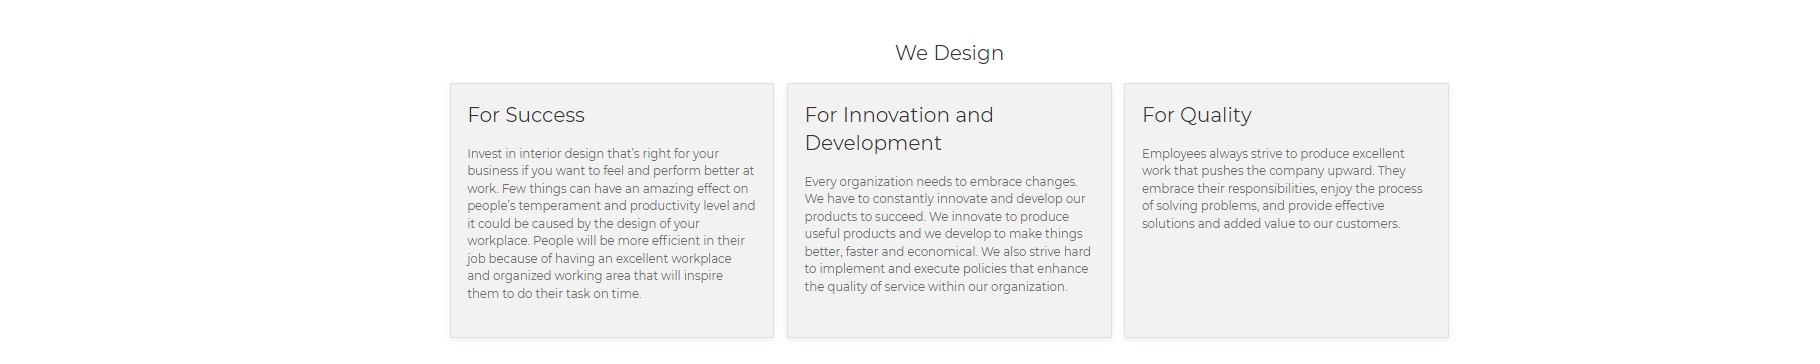 We Design
For Success
Invest in interior design that's right for your
business if you want to feel and perform better at
work. Few things can have an amazing effect on
people's temperament and productivity level and
it could be caused by the design of your
workplace. People will be more efficient in their
job because of having an excellent workplace
and organized working area that will inspire
them to do their task on time.
For Innovation and
Development
Every organization needs to embrace changes.
We have to constantly innovate and develop our
products to succeed. We innovate to produce
useful products and we develop to make things
better, faster and economical. We also strive hard
to implement and execute policies that enhance
the quality of service within our organization.
For Quality
Employees always strive to produce excellent
work that pushes the company upward. They
embrace their responsibilities, enjoy the process
of solving problems, and provide effective
solutions and added value to our customers.